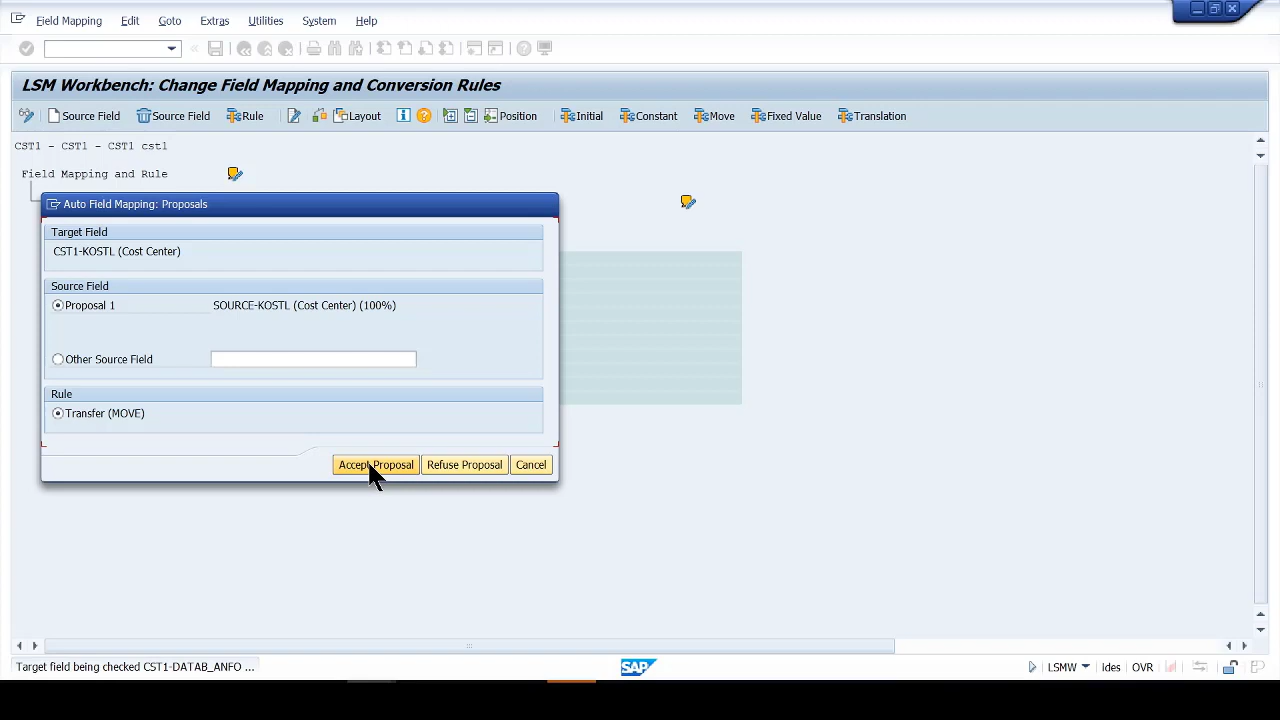 Field Mapping Edit Goto Extras Utilities System Help
LSM Workbench: Change Field Mapping and Conversion Rules
Source Field Source Field Rule Layout Position Initial Constant Move Fixed Value Translation
CST1 - CST1 - CST1 cst1
Field Mapping and Rule
Auto Field Mapping: Proposals
Target Field
CST1-KOSTL (Cost Center)
Source Field
Proposal 1 SOURCE-KOSTL (Cost Center) (100%)
Other Source Field
Rule
Transfer (MOVE)
Accept Proposal Refuse Proposal Cancel
Target field being checked CST1-DATAB_ANFO ... SAP LSMW Ides OVR